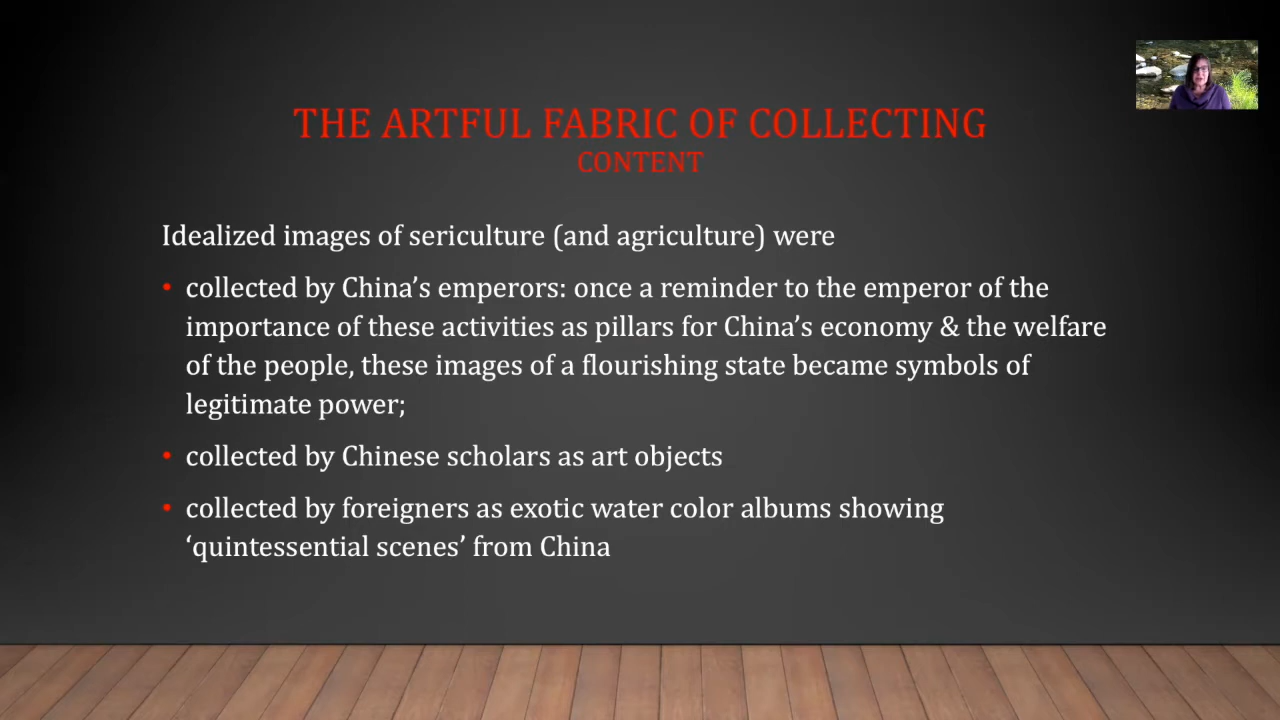 THE ARTFUL FABRIC OF COLLECTING
CONTENT
Idealized images of sericulture (and agriculture) were
• collected by China’s emperors: once a reminder to the emperor of the
importance of these activities as pillars for China’s economy & the welfare
of the people, these images of a flourishing state became symbols of
legitimate power;
• collected by Chinese scholars as art objects
• collected by foreigners as exotic water color albums showing
‘quintessential scenes’ from China